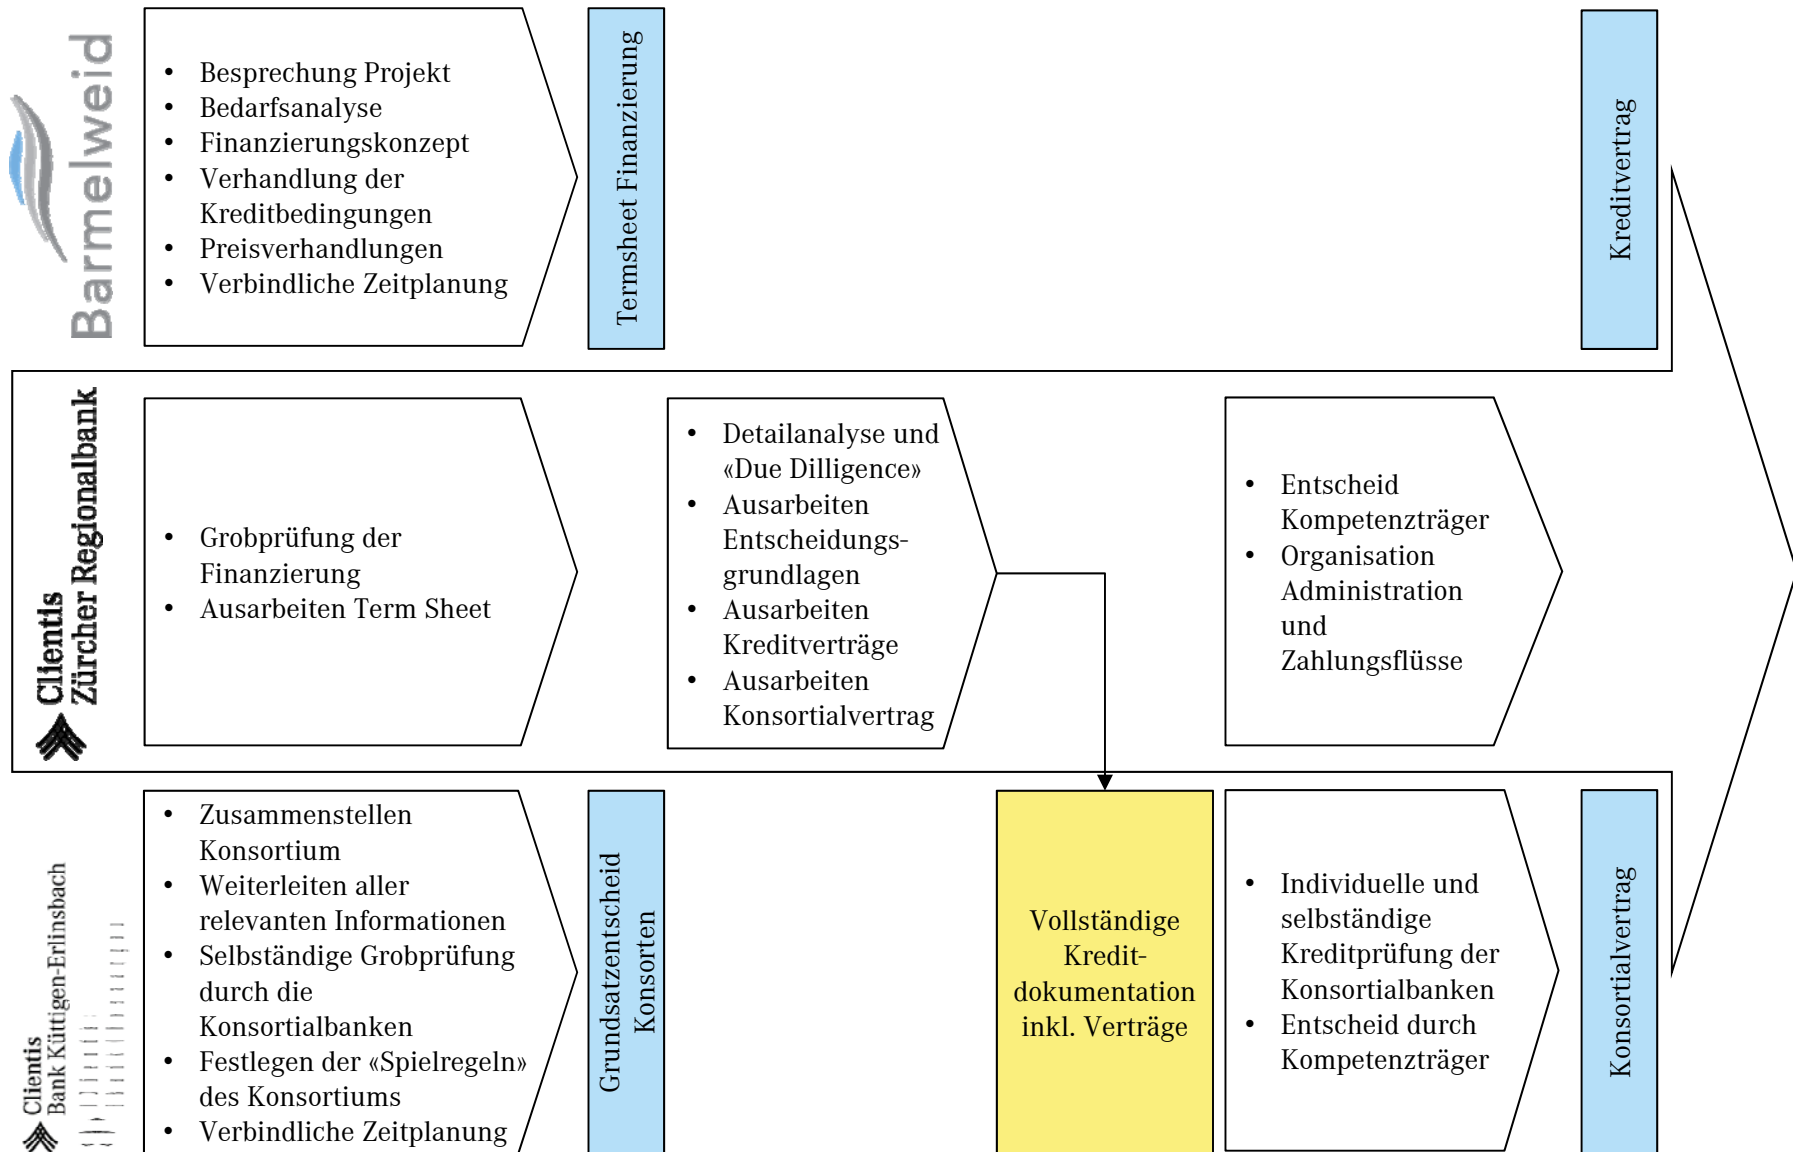 Barmelweid
• Besprechung Projekt
• Bedarfsanalyse
• Finanzierungskonzept
• Verhandlung der
Kreditbedingungen
• Preisverhandlungen
• Verbindliche Zeitplanung
Termsheet Finanzierung
Kreditvertrag
Clientis
Zürcher Regionalbank
• Grobprüfung der
Finanzierung
• Ausarbeiten Term Sheet
• Detailanalyse und
«Due Dilligence»
• Ausarbeiten
Entscheidungs-
grundlagen
• Ausarbeiten
Kreditverträge
• Ausarbeiten
Konsortialvertrag
• Entscheid
Kompetenzträger
• Organisation
Administration
und
Zahlungsflüsse
Clientis
Bank Küttigen-Erlinsbach
• Zusammenstellen
Konsortium
• Weiterleiten aller
relevanten Informationen
• Selbständige Grobprüfung
durch die
Konsortialbanken
• Festlegen der «Spielregeln»
des Konsortiums
• Verbindliche Zeitplanung
Grundsatzentscheid
Konsorten
Vollständige
Kredit-
dokumentation
inkl. Verträge
• Individuelle und
selbständige
Kreditprüfung der
Konsortialbanken
• Entscheid durch
Kompetenzträger
Konsortialvertrag